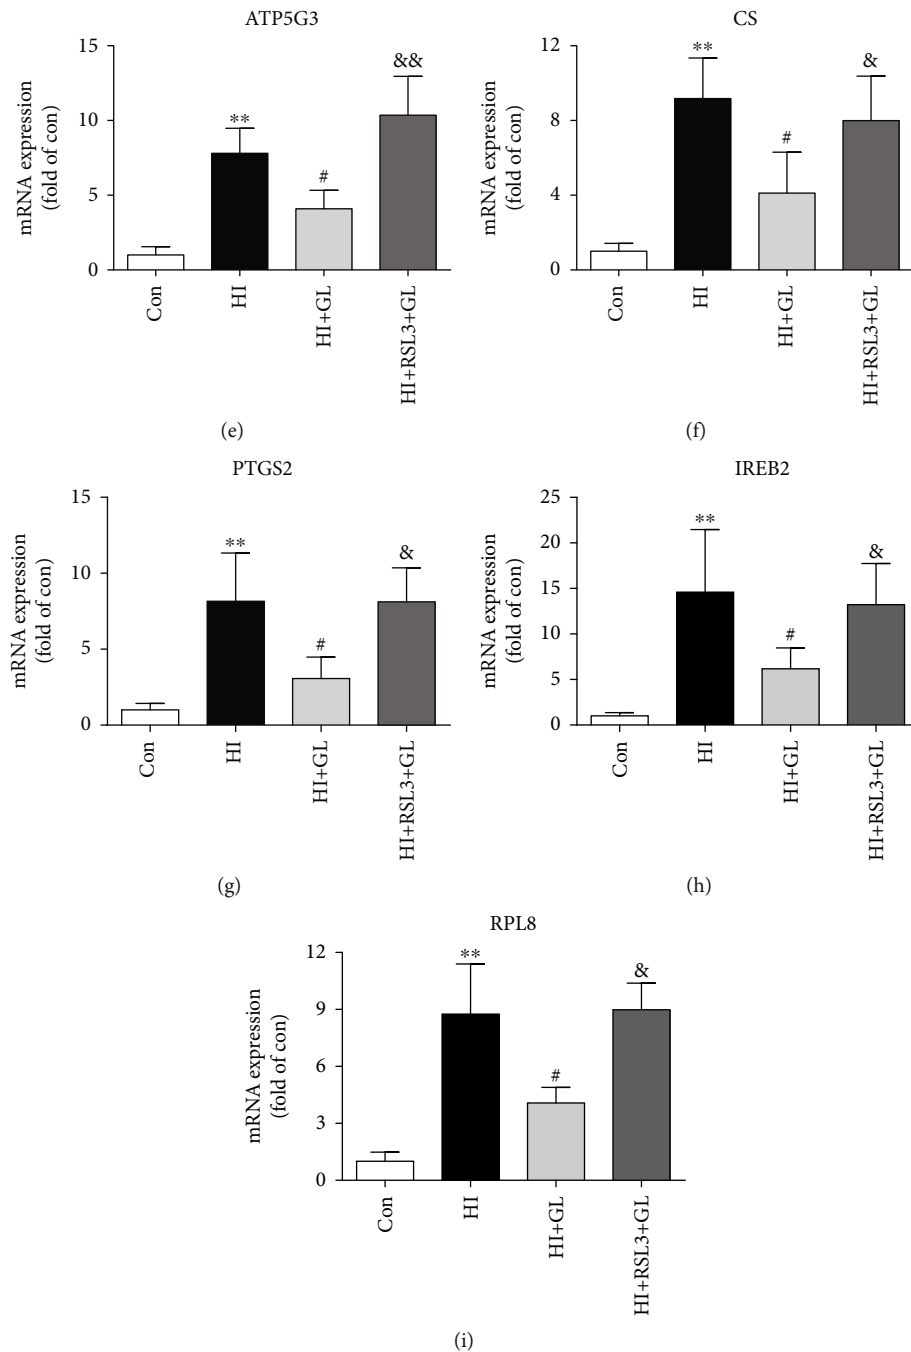 ATP5G3
mRNA expression
(fold of con)
15
10
5
0
**
#
&&
Con
HI
HI+GL
HI+RSL3+GL
(e)
CS
mRNA expression
(fold of con)
12
8
4
0
**
#
&
Con
HI
HI+GL
HI+RSL3+GL
(f)
PTGS2
mRNA expression
(fold of con)
15
10
5
0
**
#
&
Con
HI
HI+GL
HI+RSL3+GL
(g)
IREB2
mRNA expression
(fold of con)
25
20
15
10
5
0
**
#
&
Con
HI
HI+GL
HI+RSL3+GL
(h)
RPL8
mRNA expression
(fold of con)
12
9
6
3
0
**
#
&
Con
HI
HI+GL
HI+RSL3+GL
(i)